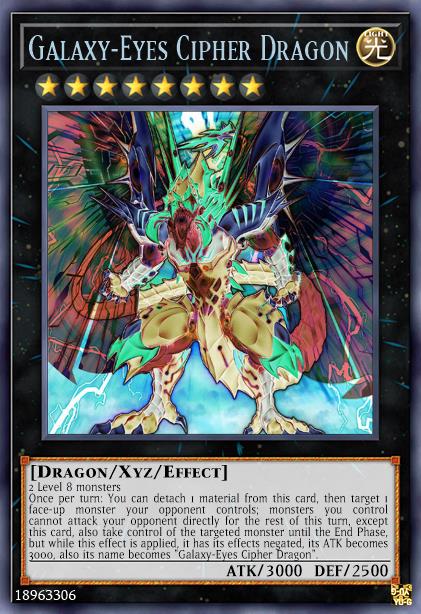 Galaxy-Eyes Cipher Dragon
LIGHT
光
[Dragon/Xyz/Effect]
2 Level 8 monsters
Once per turn: You can detach 1 material from this card, then target 1
face-up monster your opponent controls; monsters you control
cannot attack your opponent directly for the rest of this turn, except
this card, also take control of the targeted monster until the End Phase,
but while this effect is applied, it has its effects negated, its ATK becomes
3000, also its name becomes "Galaxy-Eyes Cipher Dragon".
ATK/3000 DEF/2500
18963306